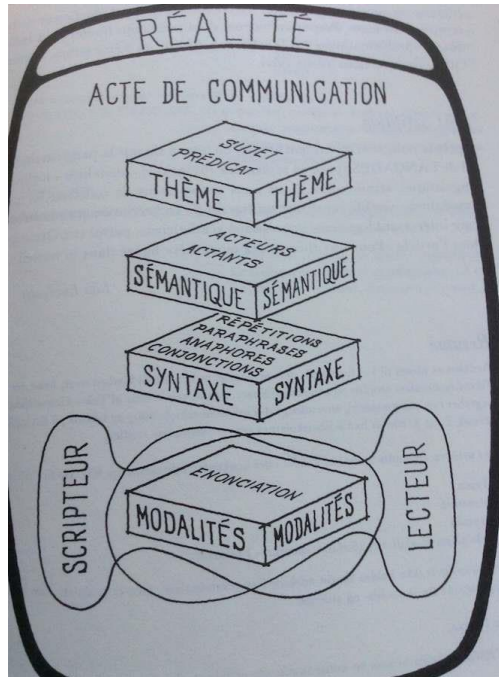 RÉALITÉ
ACTE DE COMMUNICATION
SUJET
PRÉDICAT
THÈME THÈME
ACTEURS
ACTANTS
SÉMANTIQUE SÉMANTIQUE
RÉPÉTITIONS
PARAPHRASES
ANAPHORES
CONJONCTIONS
SYNTAXE SYNTAXE
SCRIPTEUR
ENONCIATION
MODALITÉS MODALITÉS
LECTEUR